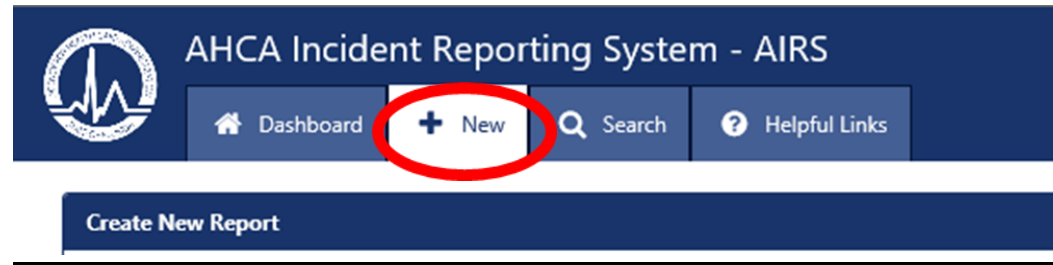 AHCA Incident Reporting System - AIRS
Dashboard New Search Helpful Links
Create New Report